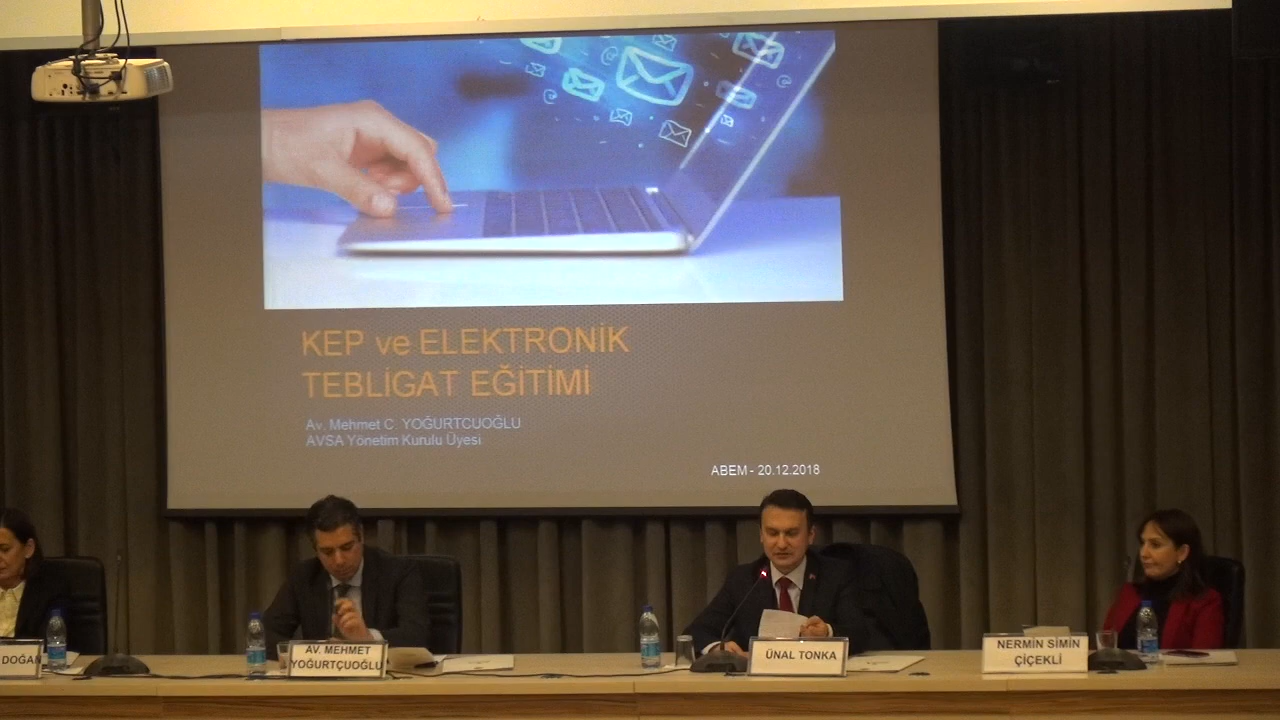 KEP ve ELEKTRONİK
TEBLİGAT EĞİTİMİ
Av. Mehmet C. YOĞURTCUOĞLU
AVSA Yönetim Kurulu Üyesi
ABEM - 20.12.2018
DOĞAN
AV. MEHMET
YOĞURTÇUOĞLU
ÜNAL TONKA
NERMİN SİMİN
ÇİÇEKLİ